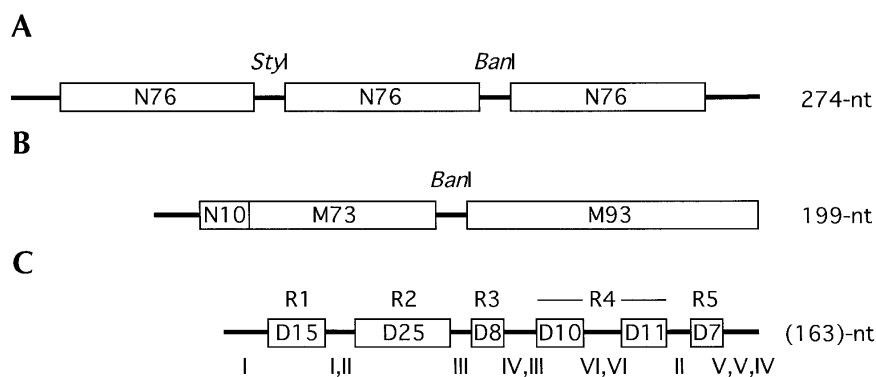 A
StyI BanI
N76 N76 N76 274-nt
B
BanI
N10 M73 M93 199-nt
C
R1 R2 R3 R4 R5
D15 D25 D8 D10 D11 D7 (163)-nt
I I,II III IV,III VI,VI II V,V,IV